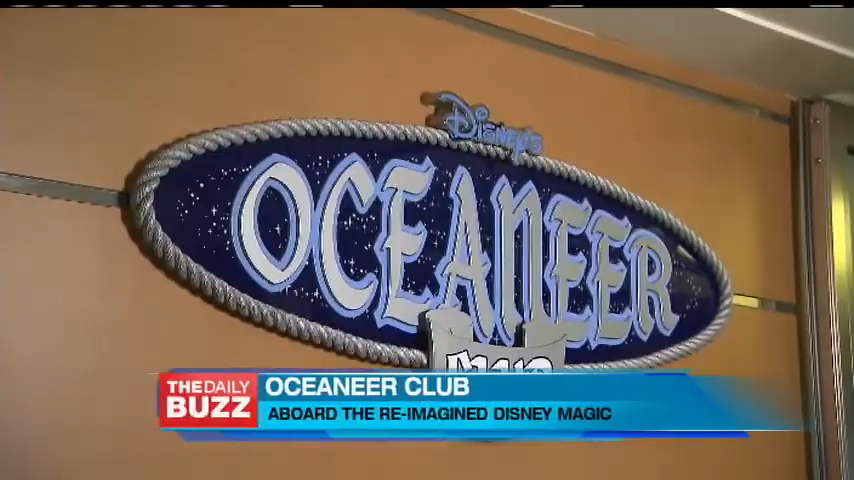 Disney's
OCEANEER
THE DAILY
BUZZ
OCEANEER CLUB
ABOARD THE RE-IMAGINED DISNEY MAGIC